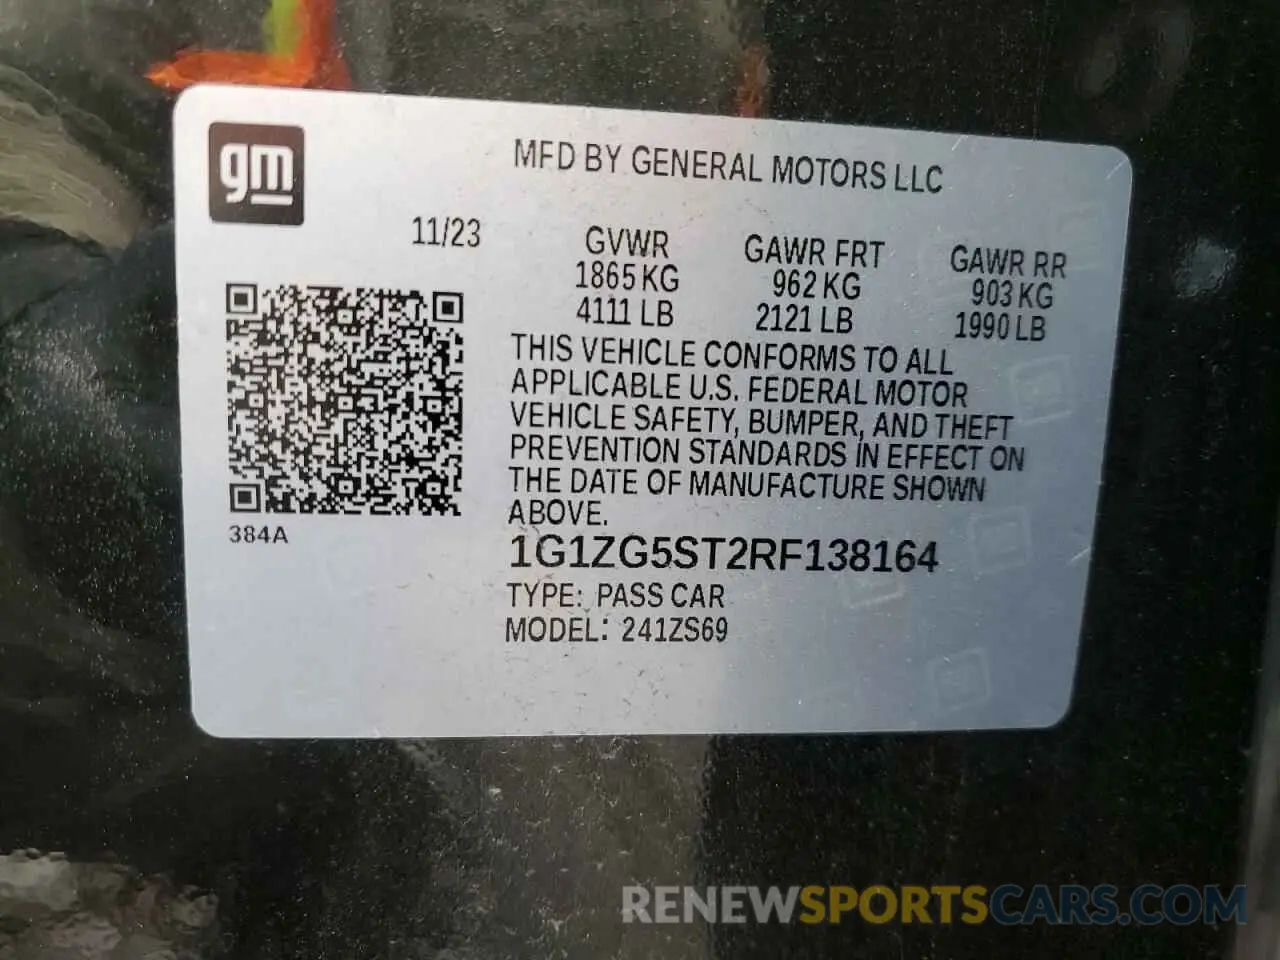 gm
MFD BY GENERAL MOTORS LLC
11/23
GVWR GAWR FRT GAWR RR
1865 KG 962 KG 903 KG
4111 LB 2121 LB 1990 LB
THIS VEHICLE CONFORMS TO ALL
APPLICABLE U.S. FEDERAL MOTOR
VEHICLE SAFETY, BUMPER, AND THEFT
PREVENTION STANDARDS IN EFFECT ON
THE DATE OF MANUFACTURE SHOWN
ABOVE.
384A
1G1ZG5ST2RF138164
TYPE: PASS CAR
MODEL: 241ZS69
RENEWSPORTSCARS.COM